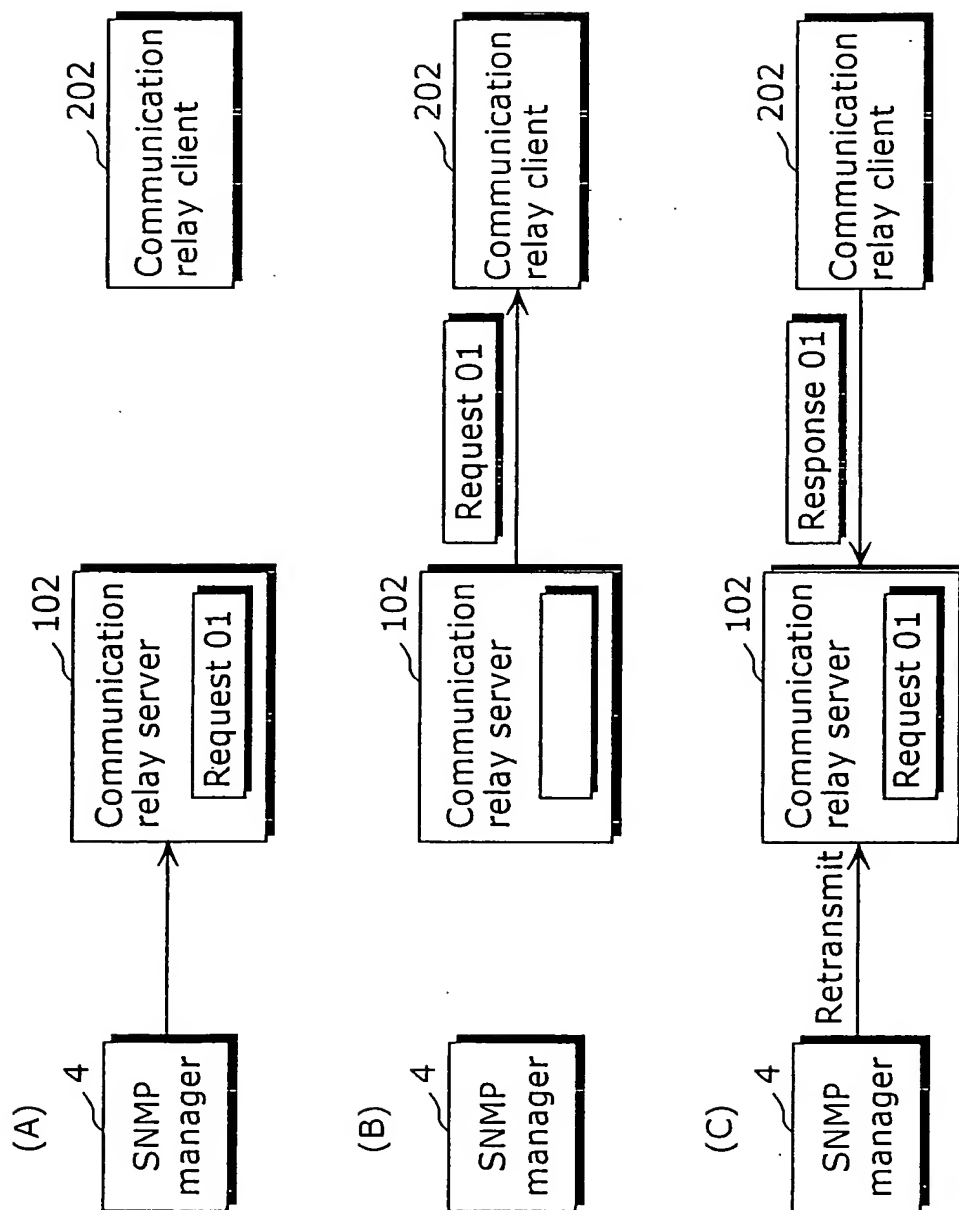 (A)
4
SNMP
manager
102
Communication
relay server
Request 01
202
Communication
relay client
(B)
4
SNMP
manager
102
Communication
relay server
Request 01
202
Communication
relay client
(C)
4
SNMP
manager
Retransmit
102
Communication
relay server
Request 01
Response 01
202
Communication
relay client